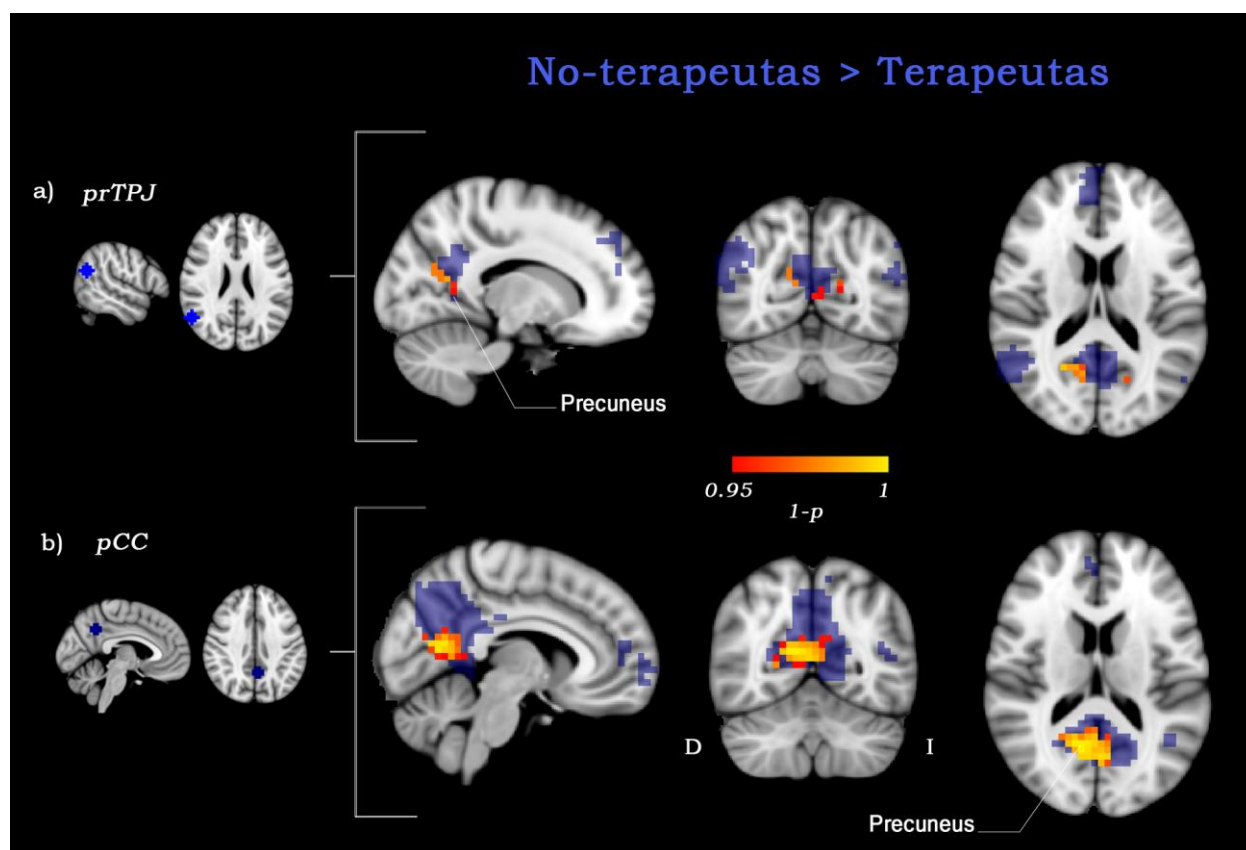 No-terapeutas > Terapeutas
a) prTPJ
Precuneus
0.95 1
1-p
b) pCC
D I
Precuneus